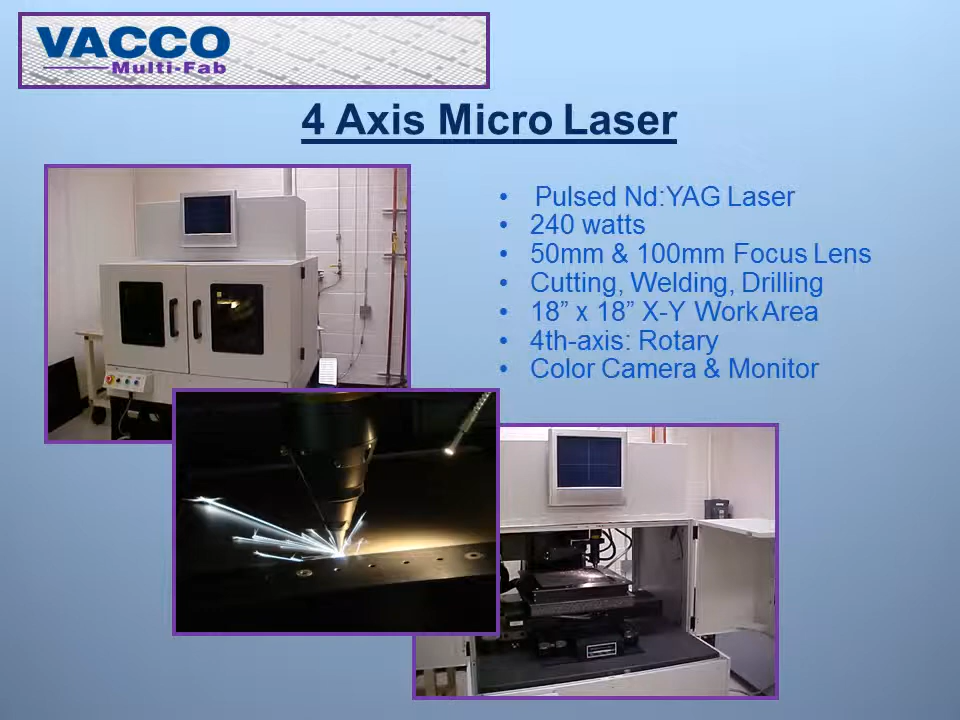 VACCO
Multi-Fab
4 Axis Micro Laser
• Pulsed Nd:YAG Laser
• 240 watts
• 50mm & 100mm Focus Lens
• Cutting, Welding, Drilling
• 18” x 18” X-Y Work Area
• 4th-axis: Rotary
• Color Camera & Monitor